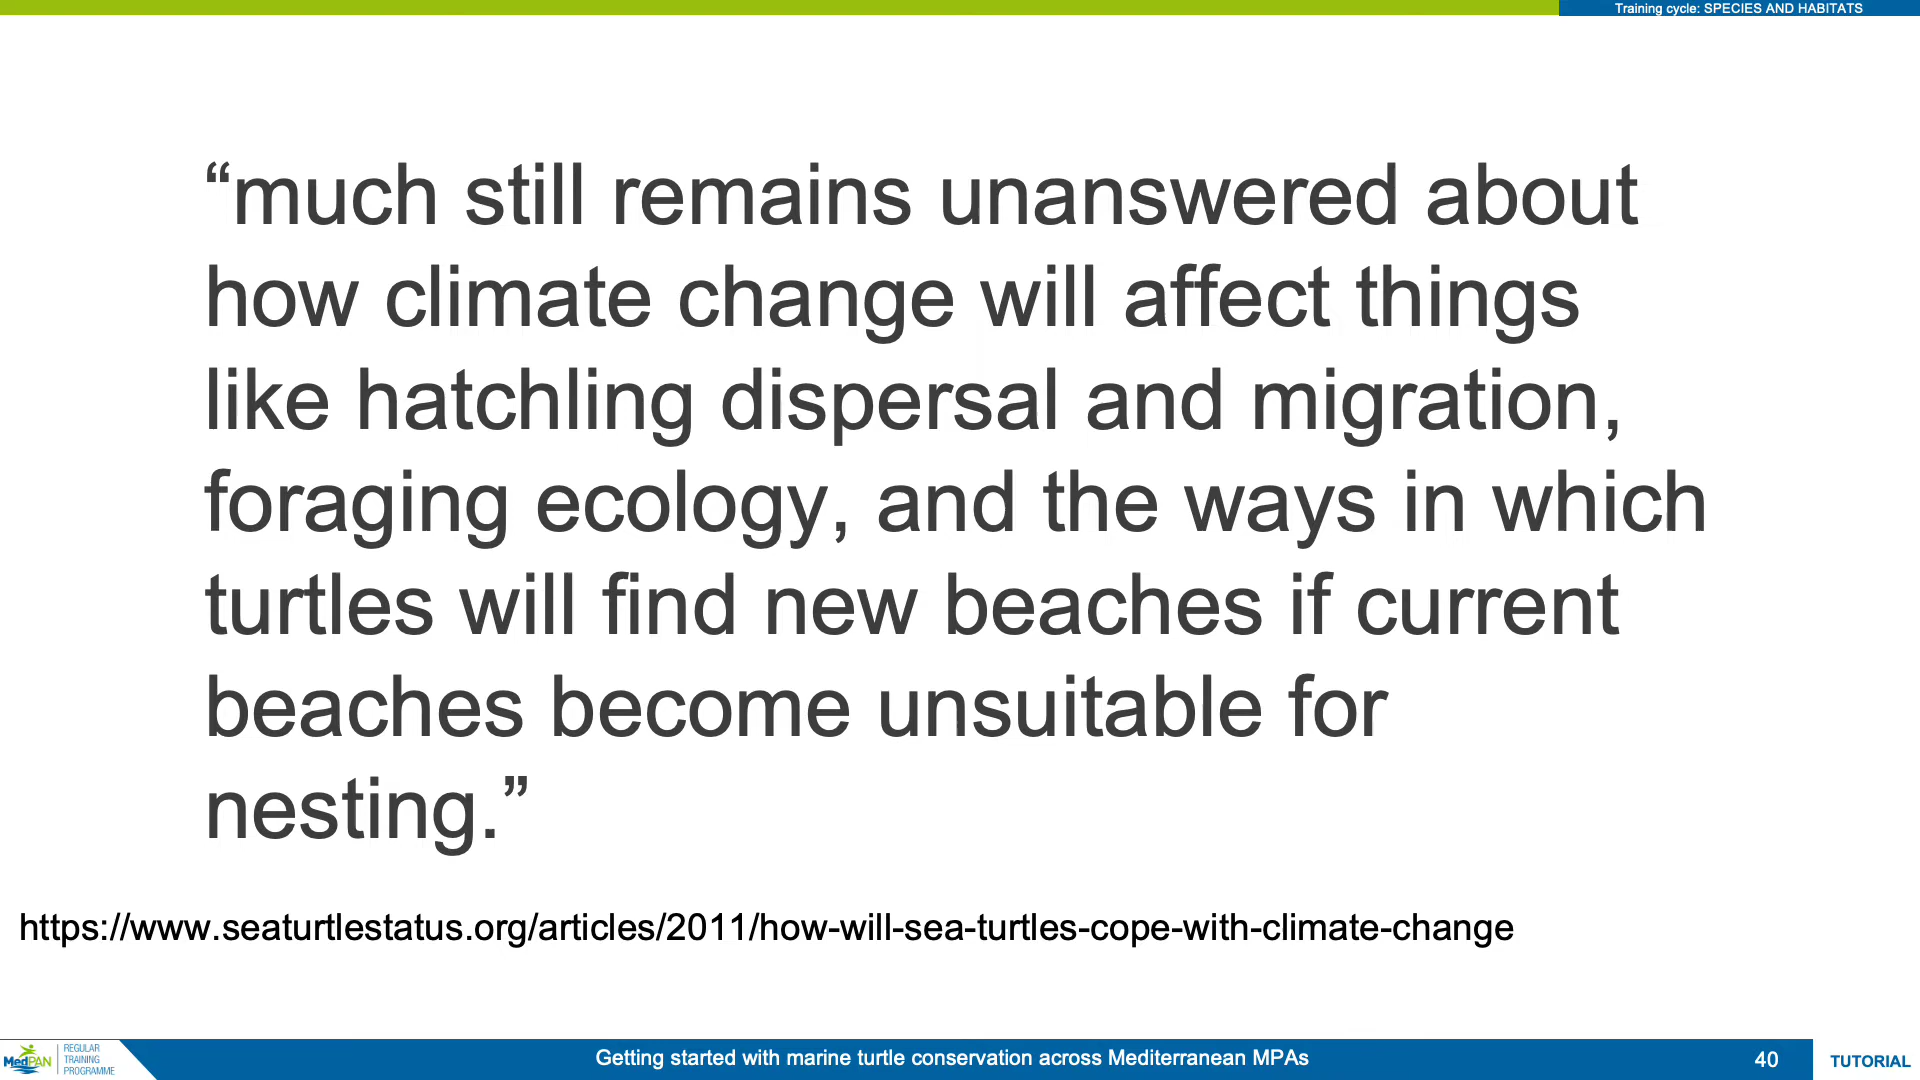 Training cycle: SPECIES AND HABITATS
“much still remains unanswered about
how climate change will affect things
like hatchling dispersal and migration,
foraging ecology, and the ways in which
turtles will find new beaches if current
beaches become unsuitable for
nesting.”
https://www.seaturtlestatus.org/articles/2011/how-will-sea-turtles-cope-with-climate-change
MedPAN
REGULAR
TRAINING
PROGRAMME
Getting started with marine turtle conservation across Mediterranean MPAs
40
TUTORIAL